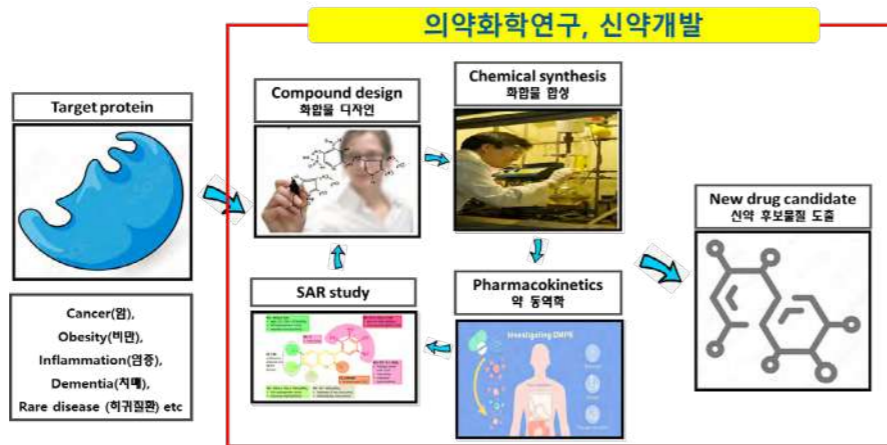 의약화학연구, 신약개발
Target protein
Compound design
화합물 디자인
Chemical synthesis
화합물 합성
New drug candidate
신약 후보물질 도출
SAR study
Pharmacokinetics
약 동역학
Investigating DMPK
Cancer(암),
Obesity(비만),
Inflammation(염증),
Dementia(치매),
Rare disease (희귀질환) etc